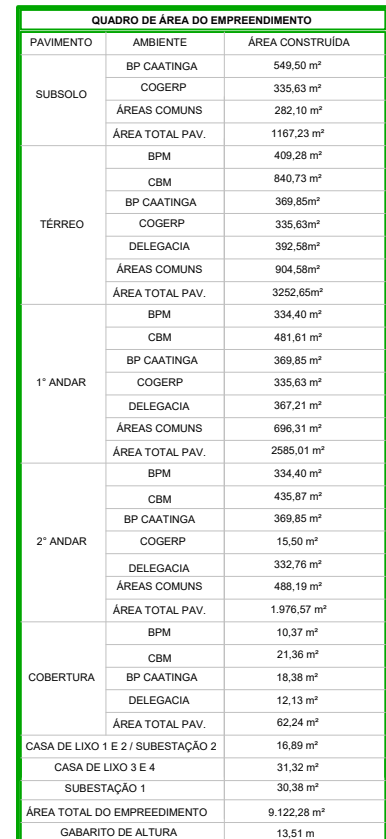 QUADRO DE ÁREA DO EMPREENDIMENTO
PAVIMENTO AMBIENTE ÁREA CONSTRUÍDA
SUBSOLO
BP CAATINGA 549,50 m²
COGERP 335,63 m²
ÁREAS COMUNS 282,10 m²
ÁREA TOTAL PAV. 1167,23 m²
TÉRREO
BPM 409,28 m²
CBM 840,73 m²
BP CAATINGA 369,85m²
COGERP 335,63m²
DELEGACIA 392,58m²
ÁREAS COMUNS 904,58m²
ÁREA TOTAL PAV. 3252,65m²
1° ANDAR
BPM 334,40 m²
CBM 481,61 m²
BP CAATINGA 369,85 m²
COGERP 335,63 m²
DELEGACIA 367,21 m²
ÁREAS COMUNS 696,31 m²
ÁREA TOTAL PAV. 2585,01 m²
2° ANDAR
BPM 334,40 m²
CBM 435,87 m²
BP CAATINGA 369,85 m²
COGERP 15,50 m²
DELEGACIA 332,76 m²
ÁREAS COMUNS 488,19 m²
ÁREA TOTAL PAV. 1.976,57 m²
COBERTURA
BPM 10,37 m²
CBM 21,36 m²
BP CAATINGA 18,38 m²
DELEGACIA 12,13 m²
ÁREA TOTAL PAV. 62,24 m²
CASA DE LIXO 1 E 2 / SUBESTAÇÃO 2 16,89 m²
CASA DE LIXO 3 E 4 31,32 m²
SUBESTAÇÃO 1 30,38 m²
ÁREA TOTAL DO EMPREEDIMENTO 9.122,28 m²
GABARITO DE ALTURA 13,51 m